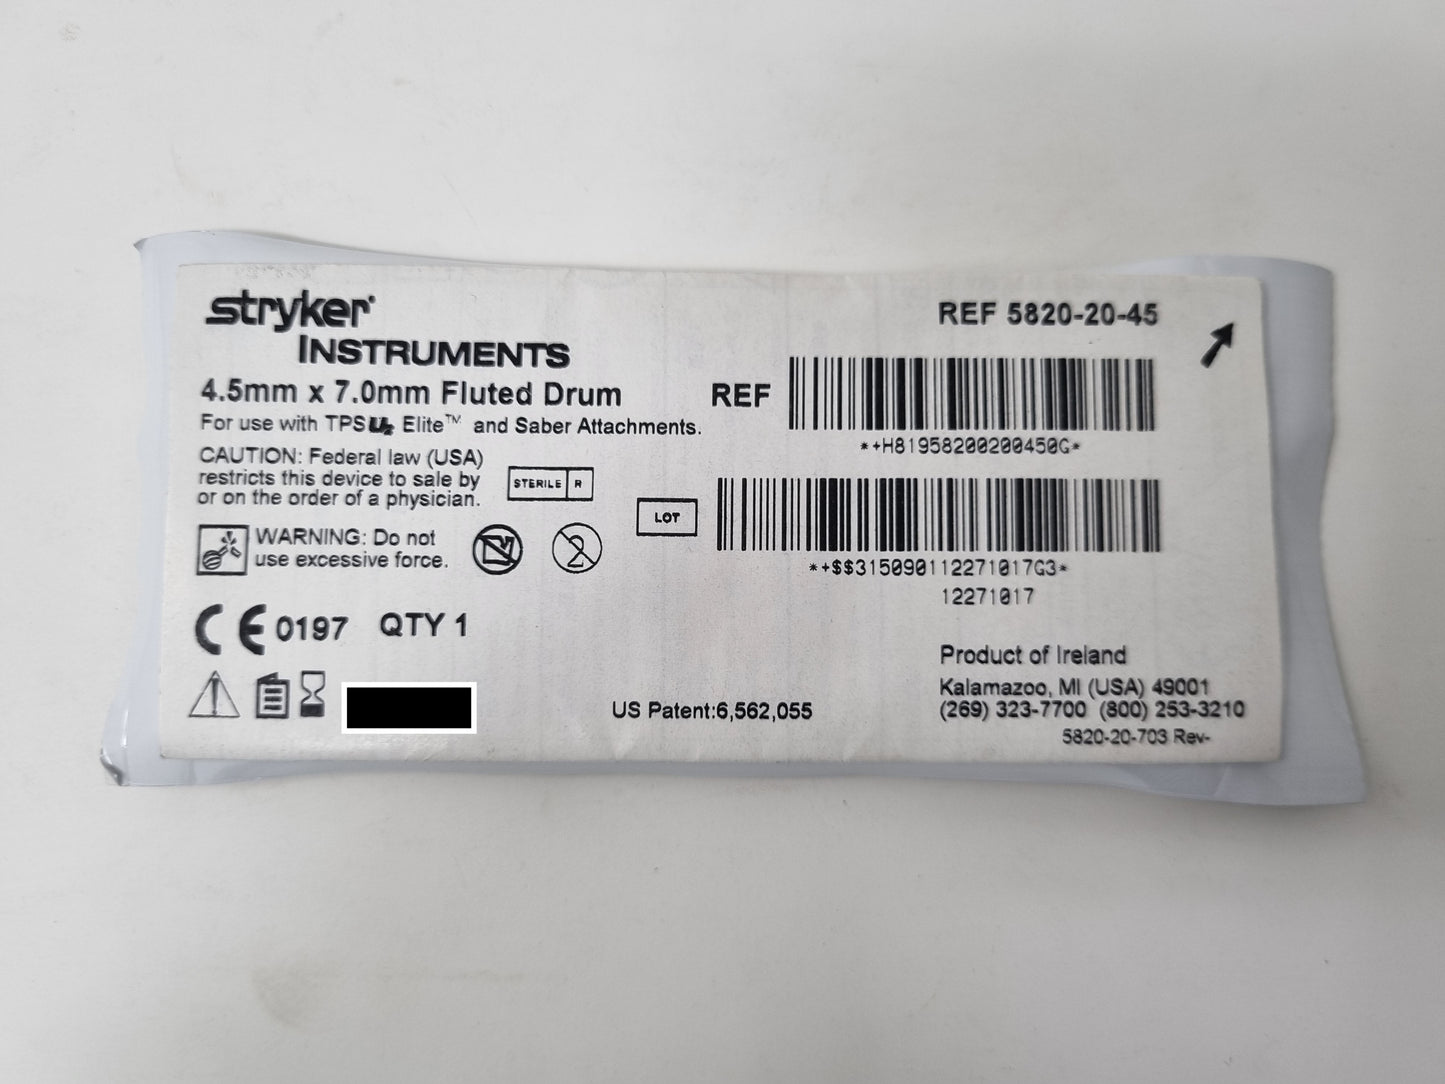 stryker
INSTRUMENTS
4.5mm x 7.0mm Fluted Drum
For use with TPS U2 Elite™ and Saber Attachments.
CAUTION: Federal law (USA)
restricts this device to sale by
or on the order of a physician.
STERILE R
WARNING: Do not
use excessive force.
2
CE 0197 QTY 1
REF 5820-20-45
REF
*+H81958200200450G*
LOT
*+$$315090112271017G3*
12271017
US Patent:6,562,055
Product of Ireland
Kalamazoo, MI (USA) 49001
(269) 323-7700 (800) 253-3210
5820-20-703 Rev-